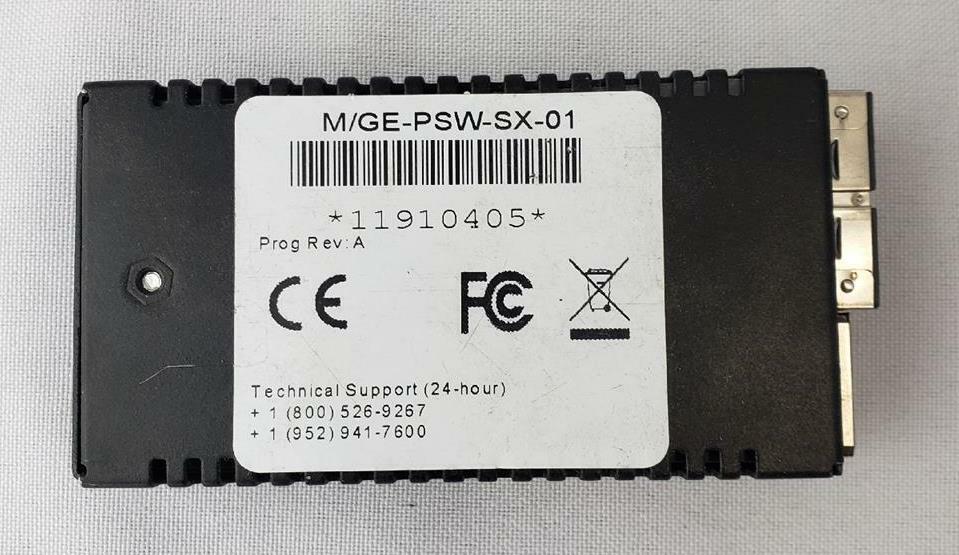 M/GE-PSW-SX-01
*11910405*
Prog Rev: A
CE FC
Technical Support (24-hour)
+ 1 (800) 526-9267
+ 1 (952) 941-7600